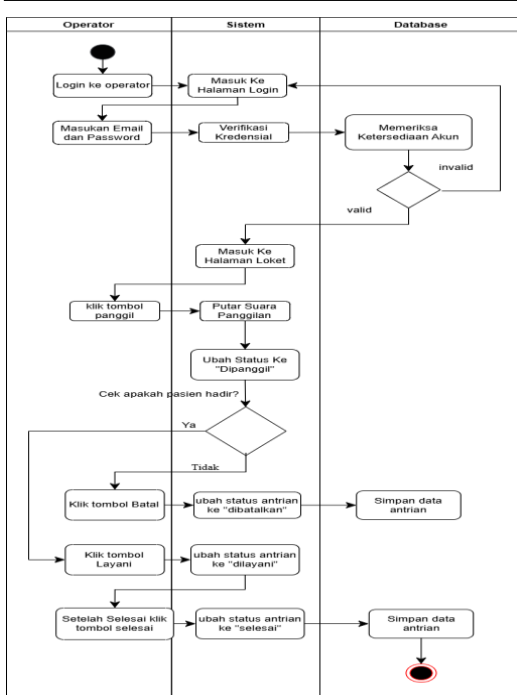 Operator
Sistem
Database
Login ke operator
Masuk Ke
Halaman Login
Masukan Email
dan Password
Verifikasi
Kredensial
Memeriksa
Ketersediaan Akun
invalid
valid
Masuk Ke
Halaman Loket
klik tombol
panggil
Putar Suara
Panggilan
Ubah Status Ke
"Dipanggil"
Cek apakah pasien hadir?
Ya
Tidak
Klik tombol Batal
ubah status antrian
ke "dibatalkan"
Simpan data
antrian
Klik tombol
Layani
ubah status antrian
ke "dilayani"
Setelah Selesai klik
tombol selesai
ubah status antrian
ke "selesai"
Simpan data
antrian